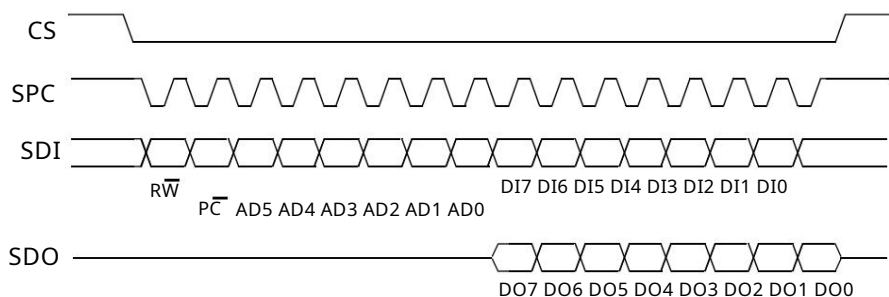 CS
SPC
SDI
DI7 DI6 DI5 DI4 DI3 DI2 DI1 DI0
RW̅
PC̅ AD5 AD4 AD3 AD2 AD1 AD0
SDO
DO7 DO6 DO5 DO4 DO3 DO2 DO1 DO0